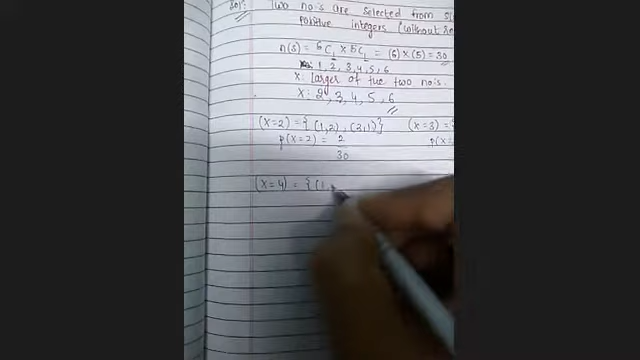 Sol?: Two no's are selected from
positive integers (without
n(s) = ⁶C₁ × ⁵C₁ = (6) × (5) = 30
1, 2, 3, 4, 5, 6
X: larger of the two no's.
X: 2, 3, 4, 5, 6
(X=2) = { (1,2), (2,1)} (X=3) =
p(X=2) = 2/30 p(X=
(X=4) = { (1,